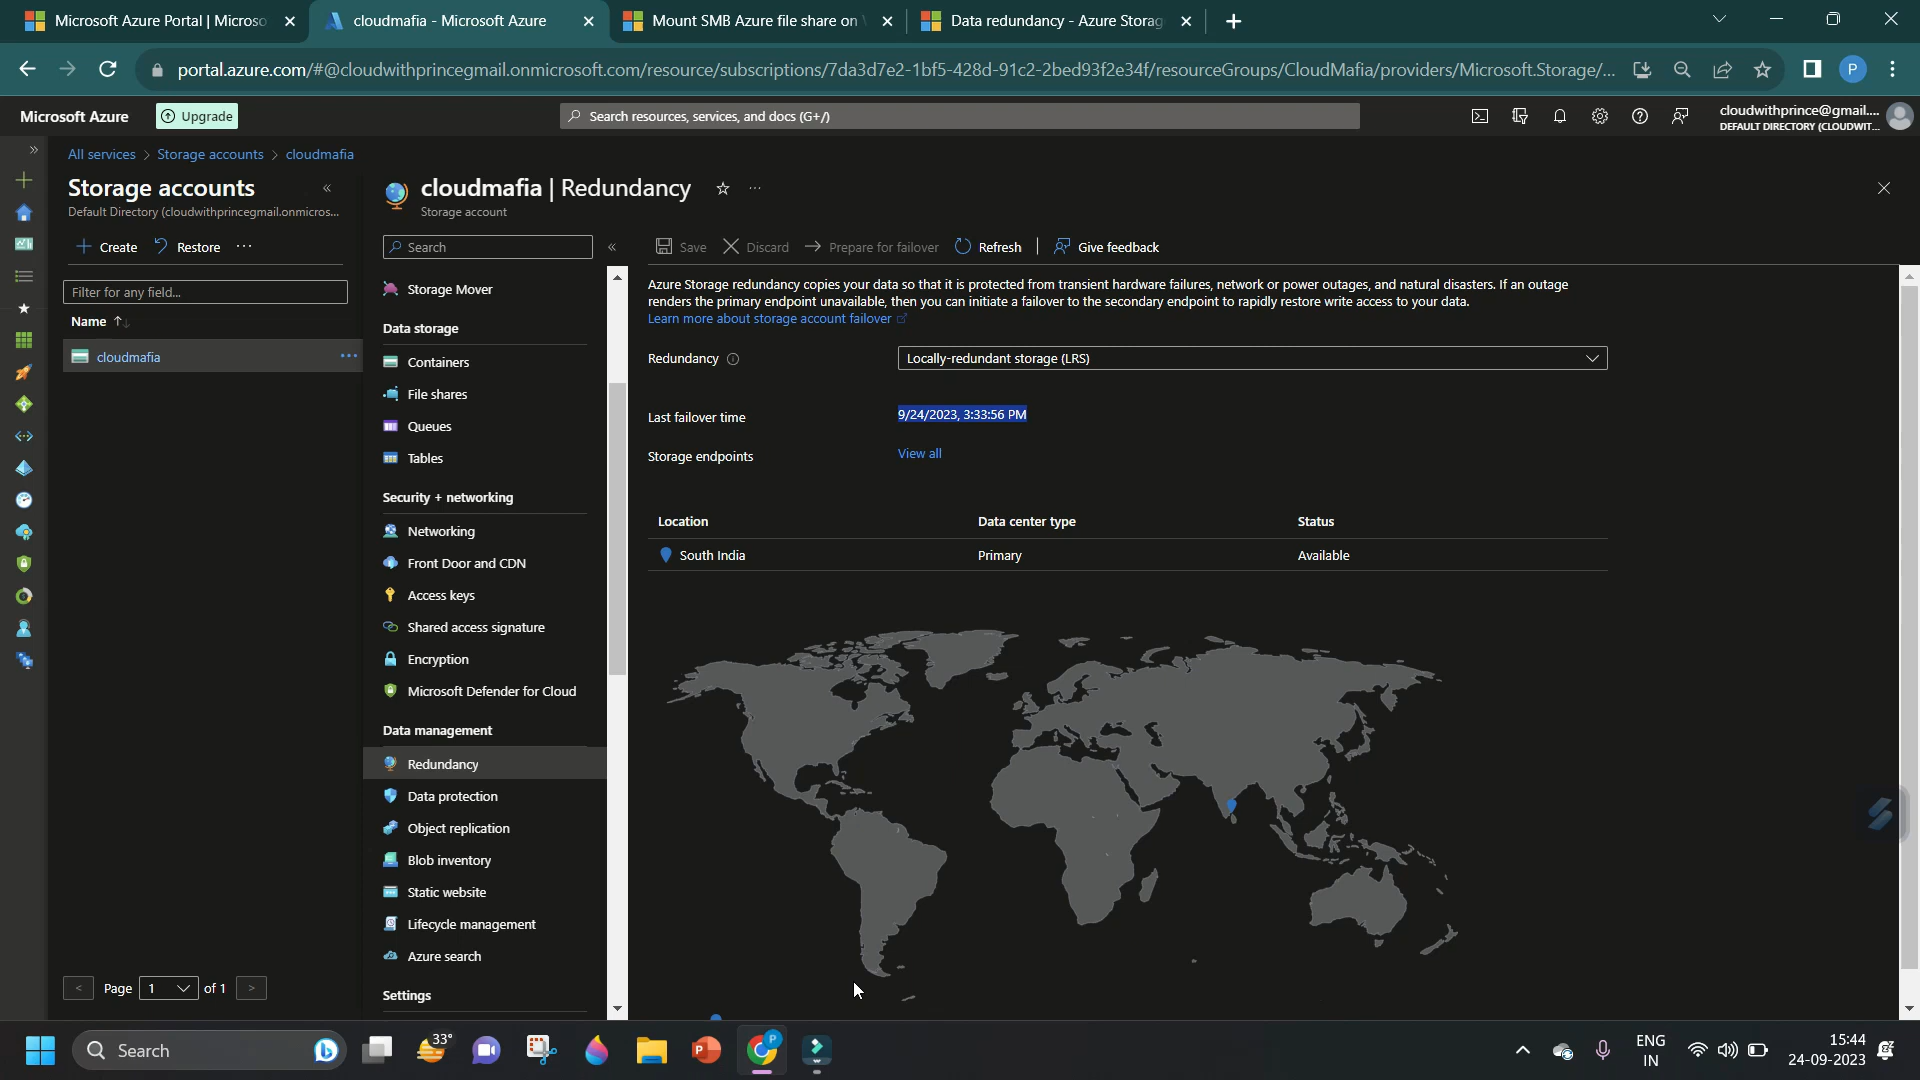 Microsoft Azure Portal | Microso
cloudmafia - Microsoft Azure
Mount SMB Azure file share on
Data redundancy - Azure Storag
portal.azure.com/#@cloudwithprincegmail.onmicrosoft.com/resource/subscriptions/7da3d7e2-1bf5-428d-91c2-2bed93f2e34f/resourceGroups/CloudMafia/providers/Microsoft.Storage/...
P
Microsoft Azure
Upgrade
Search resources, services, and docs (G+/)
cloudwithprince@gmail....
DEFAULT DIRECTORY (CLOUDWIT...
All services > Storage accounts > cloudmafia
Storage accounts
Default Directory (cloudwithprincegmail.onmicros...
Create
Restore
...
Filter for any field...
Name
cloudmafia
...
< Page 1 of 1 >
cloudmafia | Redundancy
...
Storage account
Search
Storage Mover
Data storage
Containers
File shares
Queues
Tables
Security + networking
Networking
Front Door and CDN
Access keys
Shared access signature
Encryption
Microsoft Defender for Cloud
Data management
Redundancy
Data protection
Object replication
Blob inventory
Static website
Lifecycle management
Azure search
Settings
Save
Discard
Prepare for failover
Refresh
Give feedback
Azure Storage redundancy copies your data so that it is protected from transient hardware failures, network or power outages, and natural disasters. If an outage
renders the primary endpoint unavailable, then you can initiate a failover to the secondary endpoint to rapidly restore write access to your data.
Learn more about storage account failover
Redundancy
Locally-redundant storage (LRS)
Last failover time
9/24/2023, 3:33:56 PM
Storage endpoints
View all
Location
Data center type
Status
South India
Primary
Available
Search
33°
P
ENG
IN
15:44
24-09-2023